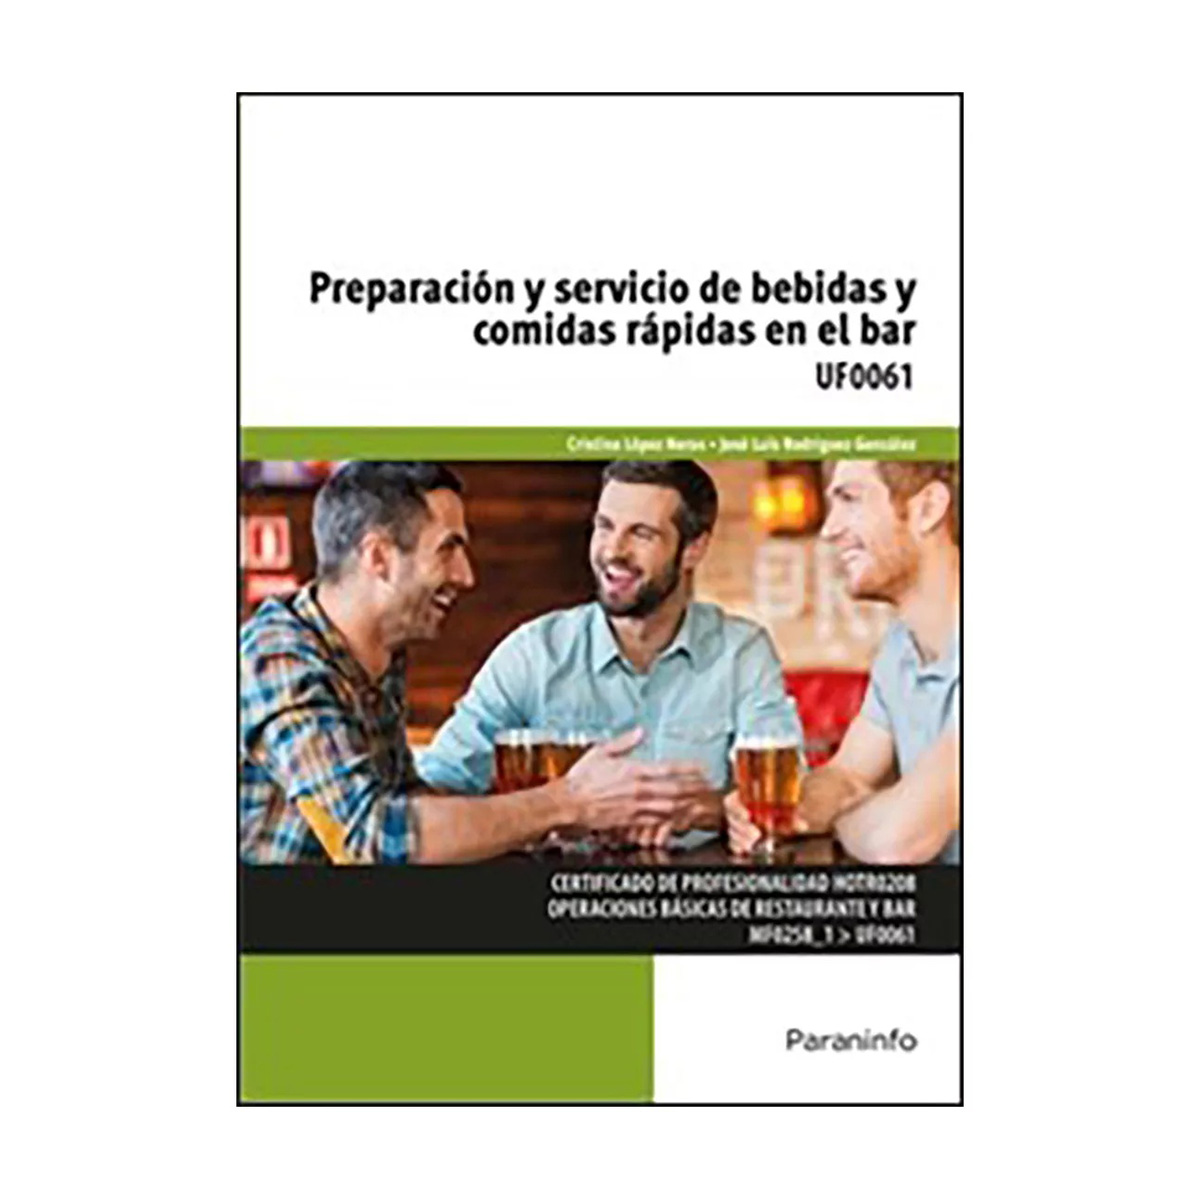 Preparación y servicio de bebidas y
comidas rápidas en el bar
UF0061
Cristina López Neros • José Luis Rodríguez González
CERTIFICADO DE PROFESIONALIDAD HOTR0208
OPERACIONES BÁSICAS DE RESTAURANTE Y BAR
MF0258_1 > UF0061
Paraninfo